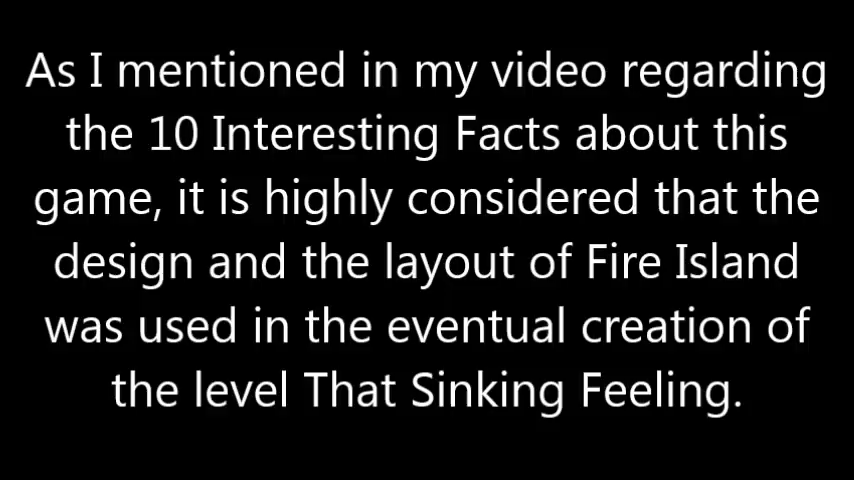 As I mentioned in my video regarding
the 10 Interesting Facts about this
game, it is highly considered that the
design and the layout of Fire Island
was used in the eventual creation of
the level That Sinking Feeling.